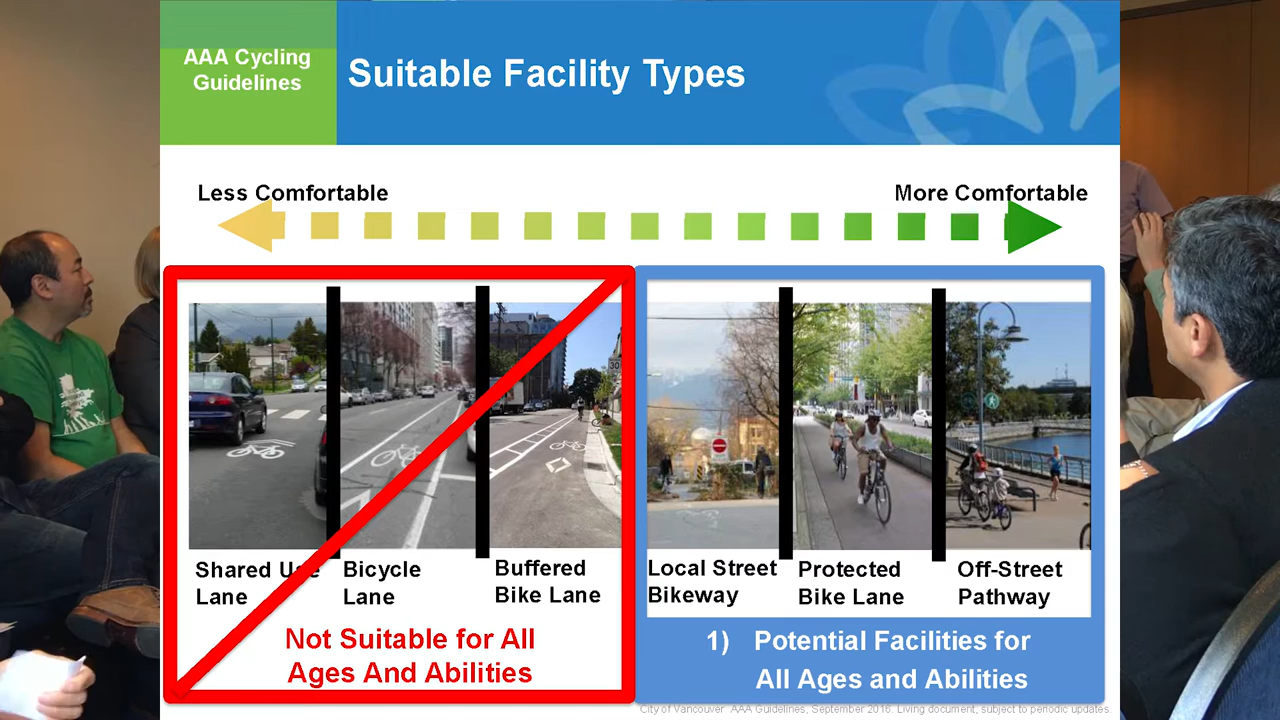 AAA Cycling
Guidelines
Suitable Facility Types
Less Comfortable
More Comfortable
30
Shared Use
Lane
Bicycle
Lane
Buffered
Bike Lane
Local Street
Bikeway
Protected
Bike Lane
Off-Street
Pathway
Not Suitable for All
Ages And Abilities
1) Potential Facilities for
All Ages and Abilities
City of Vancouver AAA Guidelines, September 2016. Living document, subject to periodic updates